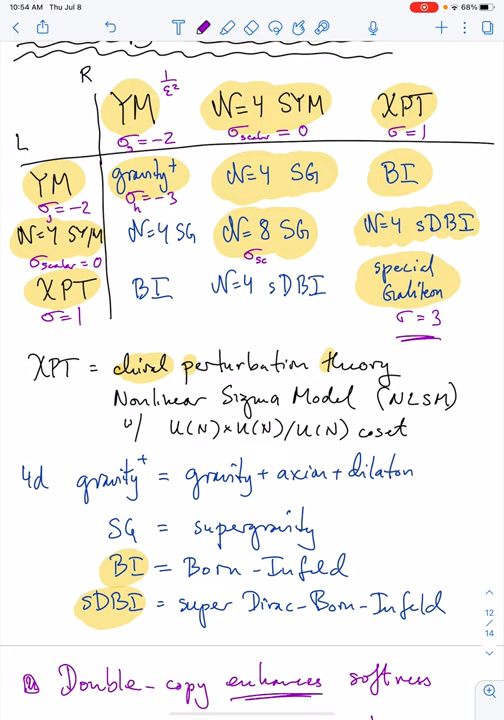 10:54 AM Thu Jul 8
68%
R
L
1/ε²
YM
N=4 SYM
XPT
σ = -2
σscalar = 0
σ = 1
YM
gravity+
N=4 SG
BI
σ = -2
σh = -3
N=4 SYM
N=4 SG
N=8 SG
N=4 sDBI
σscalar = 0
σsc
XPT
BI
N=4 sDBI
special Galileon
σ = 1
σ = 3
XPT = chiral perturbation theory
Nonlinear Sigma Model (NLSM)
w/ U(N)×U(N)/U(N) coset
4d gravity+ = gravity + axion + dilaton
SG = supergravity
BI = Born-Infeld
sDBI = super Dirac-Born-Infeld
12
14
Double-copy enhances softness